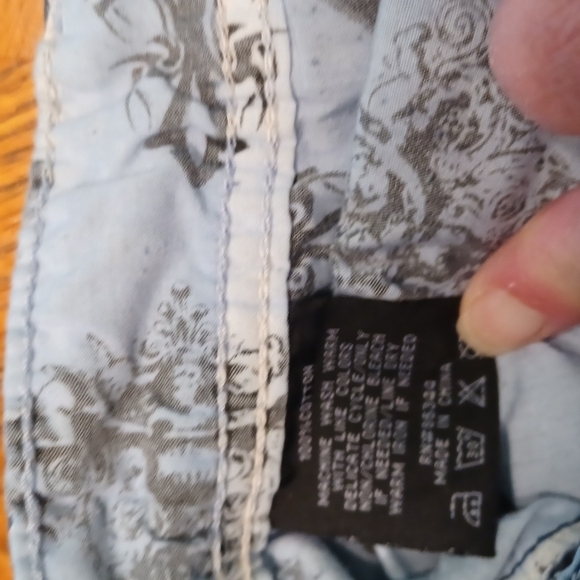 100% COTTON
MACHINE WASH WARM
WITH LIKE COLORS
DELICATE CYCLE/ONLY
NON/CHLORINE BLEACH
IF NEEDED/LINE DRY
WARM IRON IF NEEDED
MADE IN CHINA